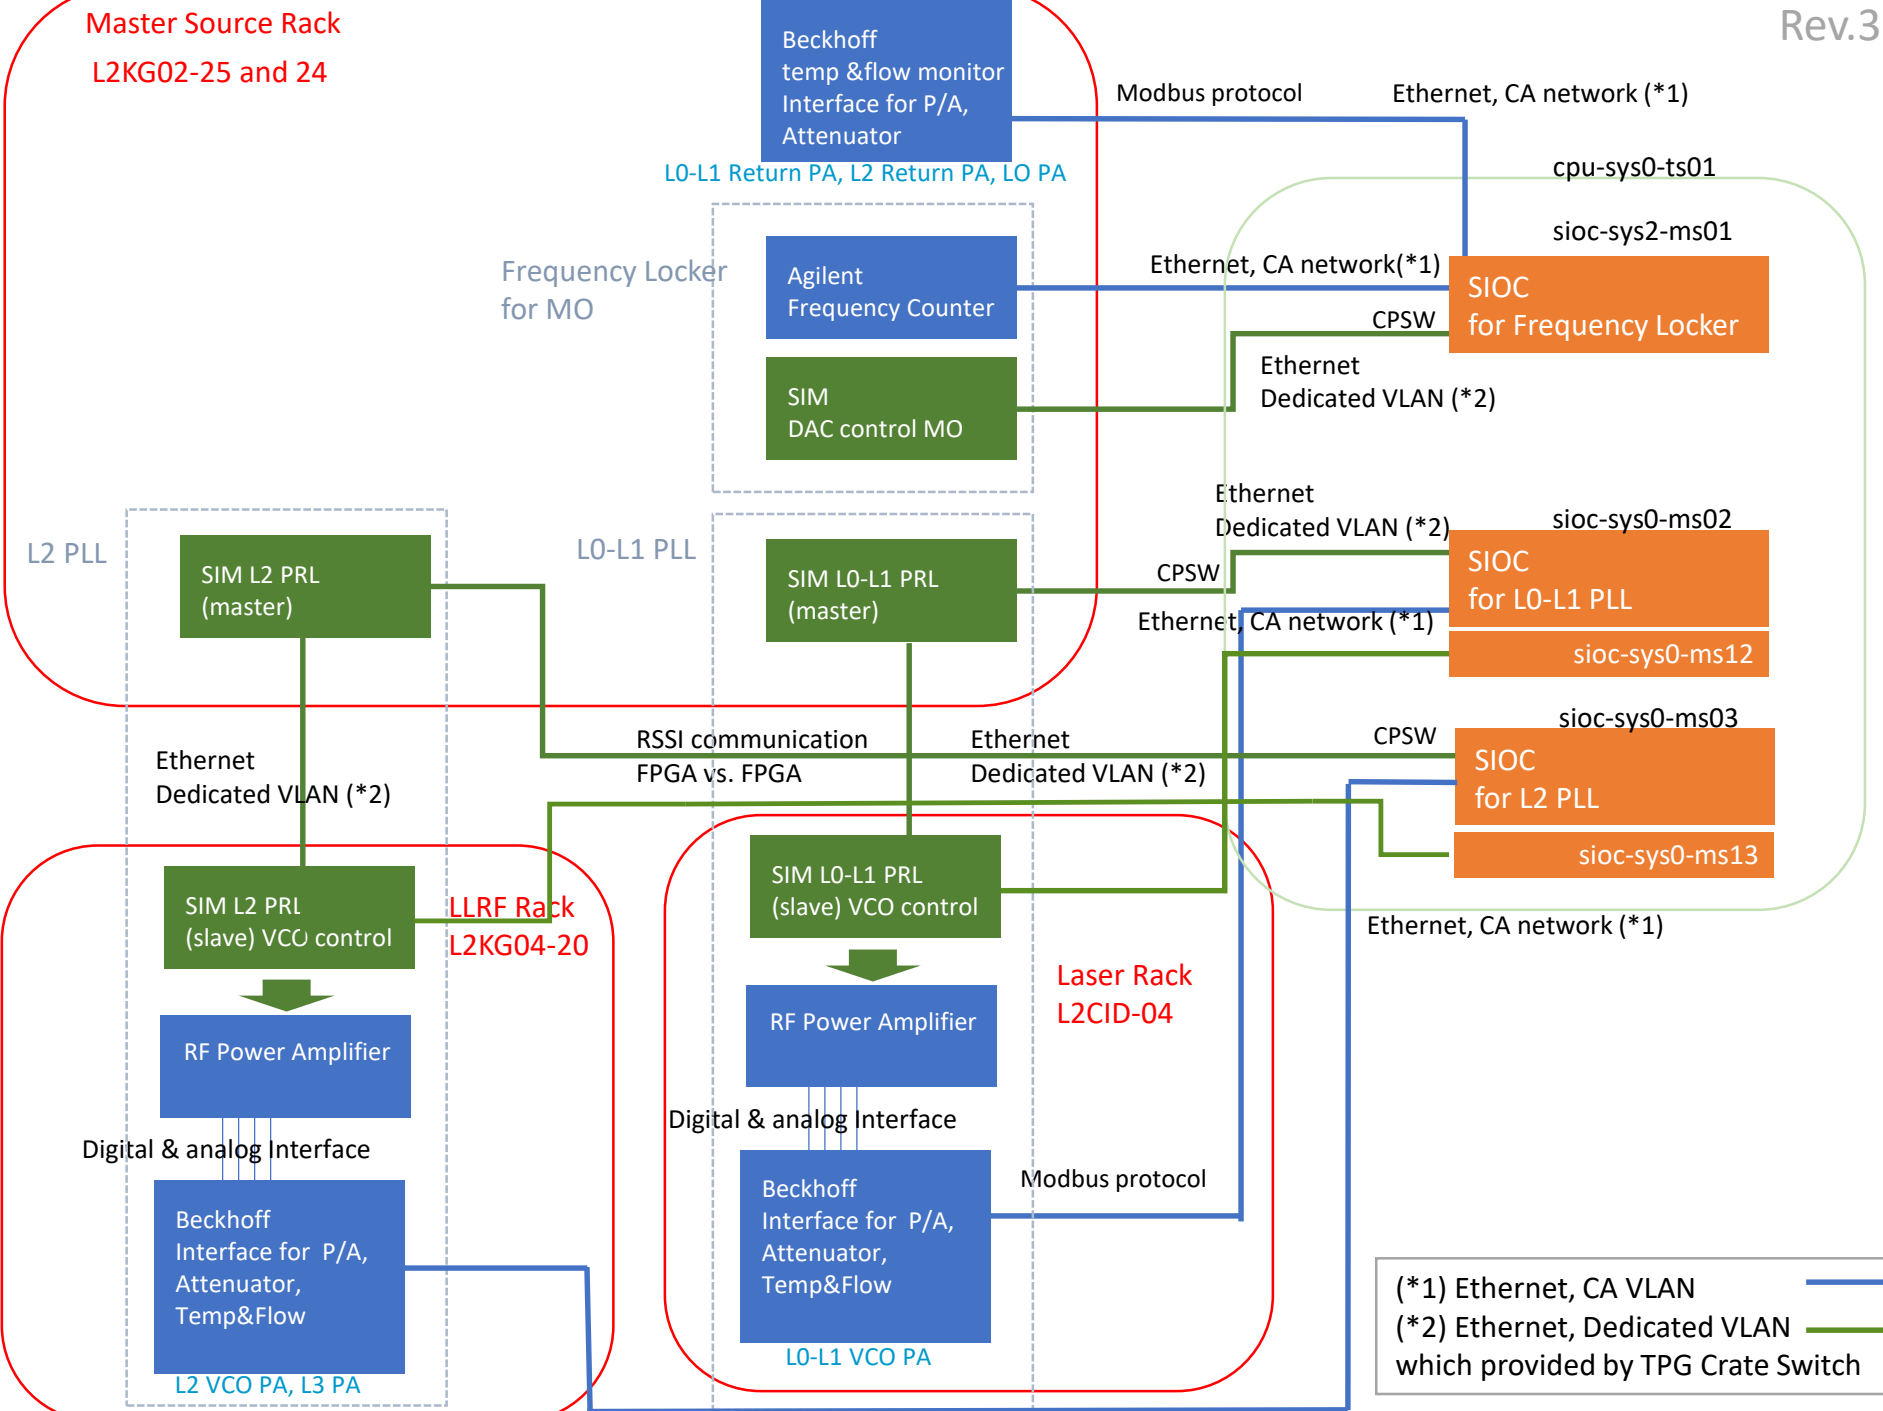 Master Source Rack
L2KG02-25 and 24
Rev.3
Beckhoff
temp &flow monitor
Interface for P/A,
Attenuator
L0-L1 Return PA, L2 Return PA, LO PA
Modbus protocol
Ethernet, CA network (*1)
cpu-sys0-ts01
sioc-sys2-ms01
Frequency Locker
for MO
Agilent
Frequency Counter
Ethernet, CA network(*1)
SIOC
for Frequency Locker
CPSW
Ethernet
Dedicated VLAN (*2)
SIM
DAC control MO
L2 PLL
SIM L2 PRL
(master)
L0-L1 PLL
SIM L0-L1 PRL
(master)
Ethernet
Dedicated VLAN (*2)
CPSW
Ethernet, CA network (*1)
sioc-sys0-ms02
SIOC
for L0-L1 PLL
sioc-sys0-ms12
sioc-sys0-ms03
CPSW
SIOC
for L2 PLL
sioc-sys0-ms13
Ethernet
Dedicated VLAN (*2)
RSSI communication
FPGA vs. FPGA
Ethernet
Dedicated VLAN (*2)
SIM L2 PRL
(slave) VCO control
LLRF Rack
L2KG04-20
SIM L0-L1 PRL
(slave) VCO control
Ethernet, CA network (*1)
Laser Rack
L2CID-04
RF Power Amplifier
RF Power Amplifier
Digital & analog Interface
Digital & analog Interface
Beckhoff
Interface for P/A,
Attenuator,
Temp&Flow
L2 VCO PA, L3 PA
Beckhoff
Interface for P/A,
Attenuator,
Temp&Flow
L0-L1 VCO PA
Modbus protocol
(*1) Ethernet, CA VLAN
(*2) Ethernet, Dedicated VLAN
which provided by TPG Crate Switch